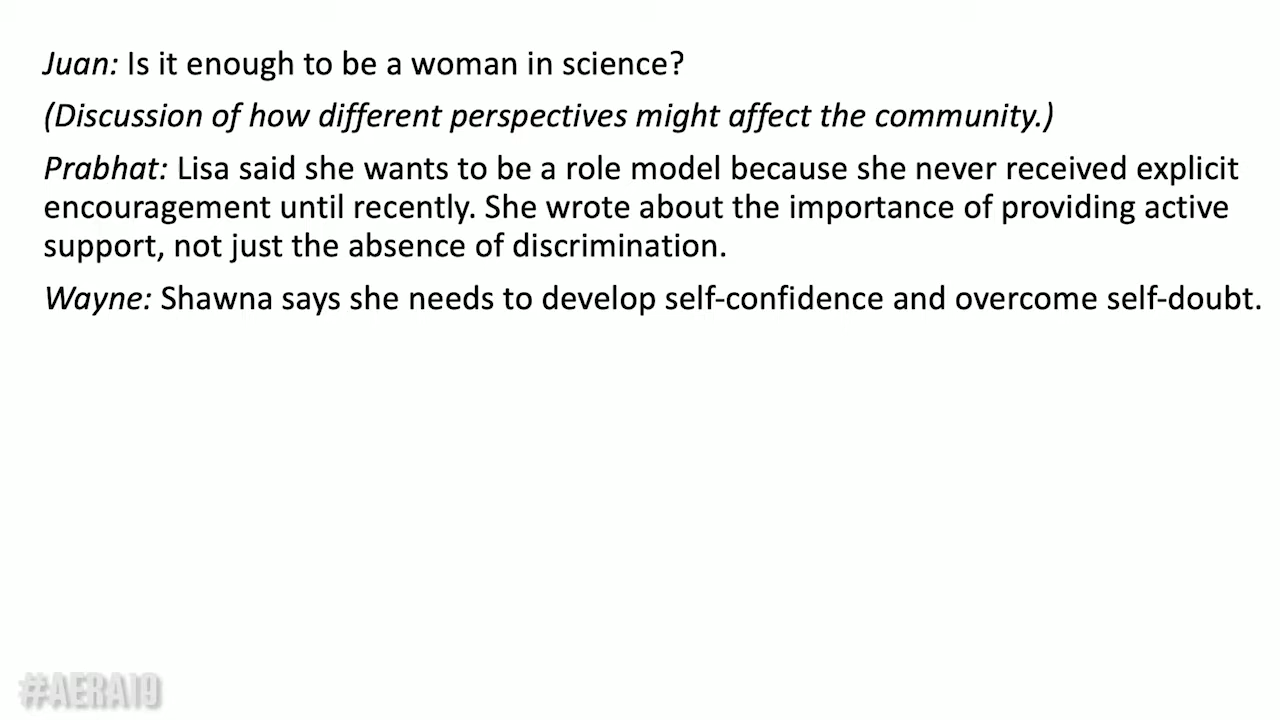 Juan: Is it enough to be a woman in science?
(Discussion of how different perspectives might affect the community.)
Prabhat: Lisa said she wants to be a role model because she never received explicit
encouragement until recently. She wrote about the importance of providing active
support, not just the absence of discrimination.
Wayne: Shawna says she needs to develop self-confidence and overcome self-doubt.
#AERA19